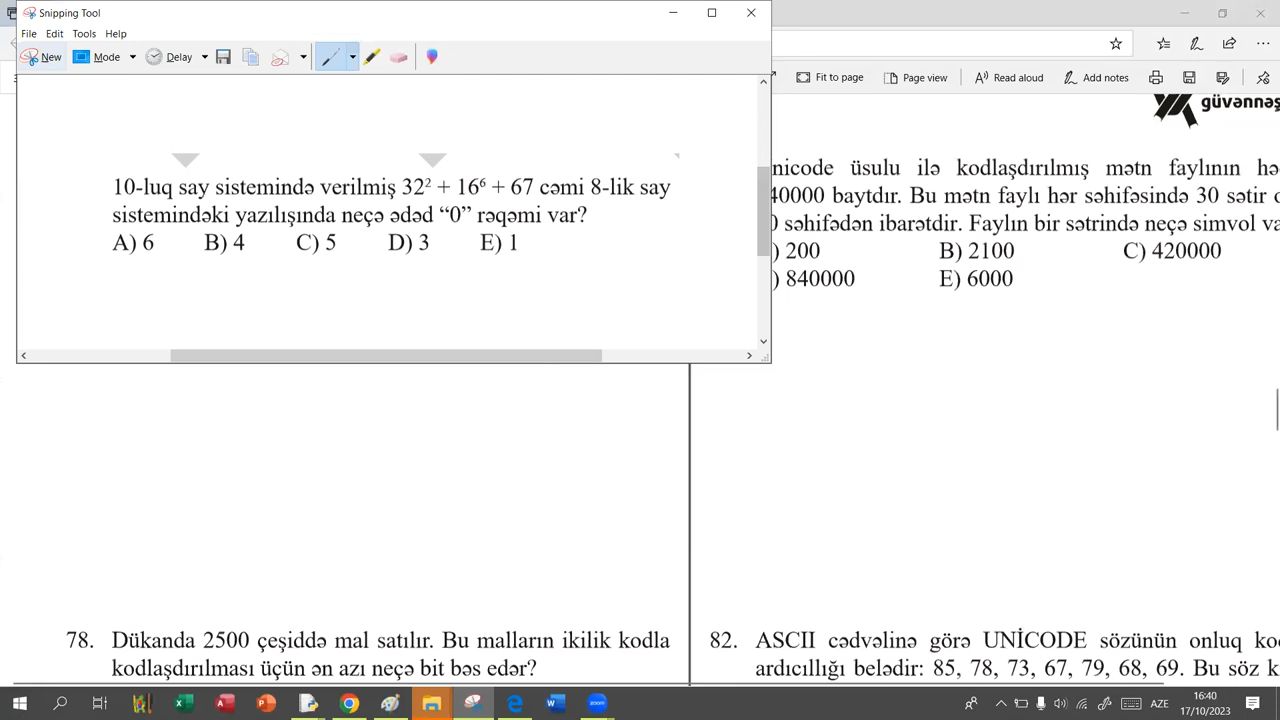 Snipping Tool
File Edit Tools Help
New Mode Delay
10-luq say sistemində verilmiş 32² + 16⁶ + 67 cəmi 8-lik say
sistemindəki yazılışında neçə ədəd “0” rəqəmi var?
A) 6 B) 4 C) 5 D) 3 E) 1
Fit to page Page view Read aloud Add notes
güvənnəş
nicode üsulu ilə kodlaşdırılmış mətn faylının hə
40000 baytdır. Bu mətn faylı hər səhifəsində 30 sətir
0 səhifədən ibarətdir. Faylın bir sətrində neçə simvol va
) 200 B) 2100 C) 420000
) 840000 E) 6000
78. Dükanda 2500 çeşiddə mal satılır. Bu malların ikilik kodla
kodlaşdırılması üçün ən azı neçə bit bəs edər?
82. ASCII cədvəlinə görə UNİCODE sözünün onluq ko
ardıcıllığı belədir: 85, 78, 73, 67, 79, 68, 69. Bu söz k
AZE
16:40
17/10/2023